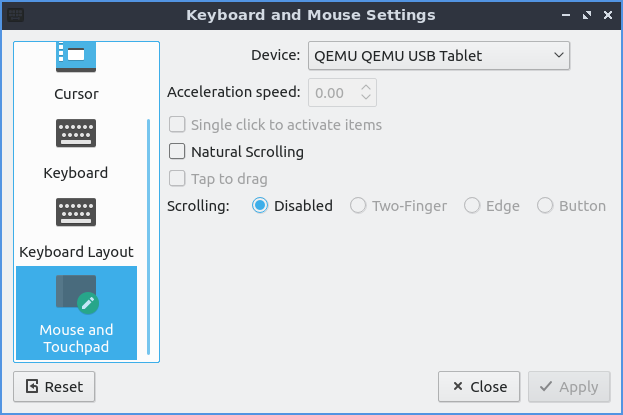 Keyboard and Mouse Settings
Cursor
Keyboard
Keyboard Layout
Mouse and
Touchpad
Device: QEMU QEMU USB Tablet
Acceleration speed: 0.00
Single click to activate items
Natural Scrolling
Tap to drag
Scrolling: Disabled Two-Finger Edge Button
Reset Close Apply